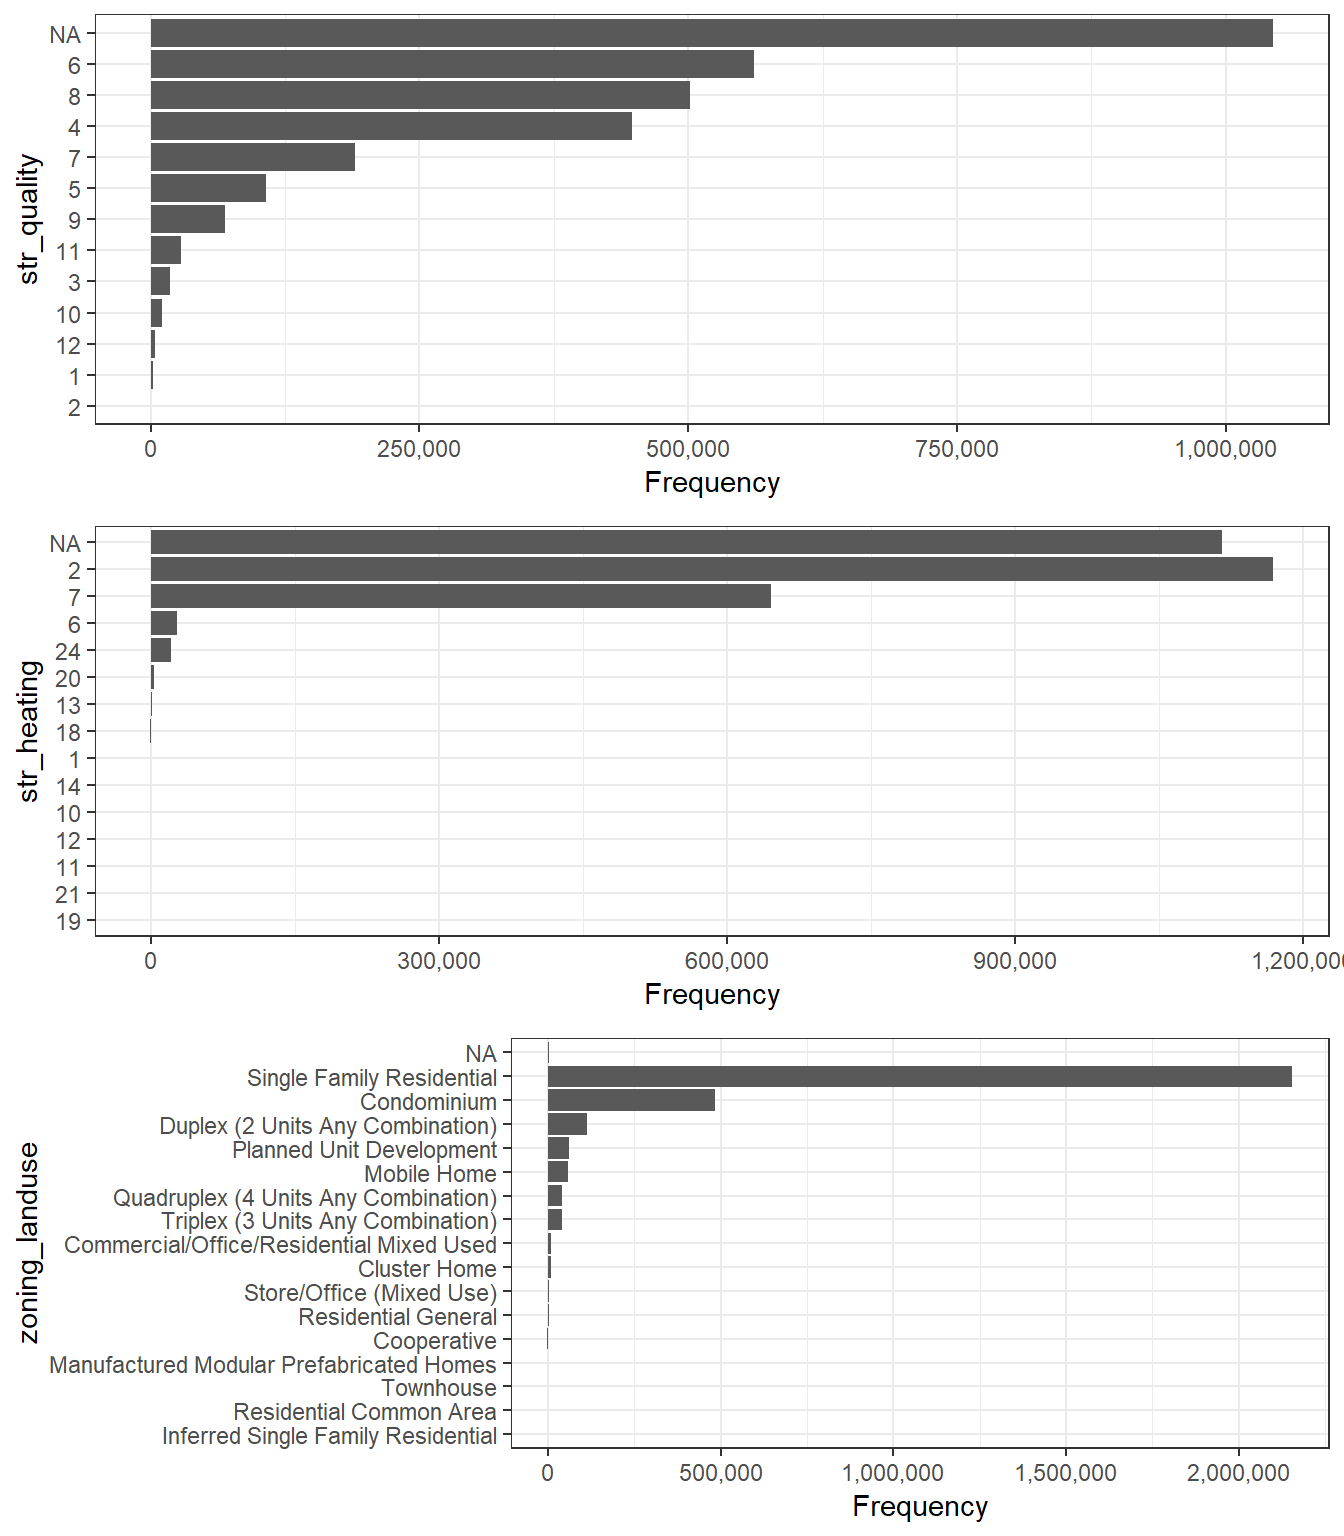 str_quality
NA
6
8
4
7
5
9
11
3
10
12
1
2
0 250,000 500,000 750,000 1,000,000
Frequency
str_heating
NA
2
7
6
24
20
13
18
1
14
10
12
11
21
19
0 300,000 600,000 900,000 1,200,00
Frequency
zoning_landuse
NA
Single Family Residential
Condominium
Duplex (2 Units Any Combination)
Planned Unit Development
Mobile Home
Quadruplex (4 Units Any Combination)
Triplex (3 Units Any Combination)
Commercial/Office/Residential Mixed Used
Cluster Home
Store/Office (Mixed Use)
Residential General
Cooperative
Manufactured Modular Prefabricated Homes
Townhouse
Residential Common Area
Inferred Single Family Residential
0 500,000 1,000,000 1,500,000 2,000,000
Frequency